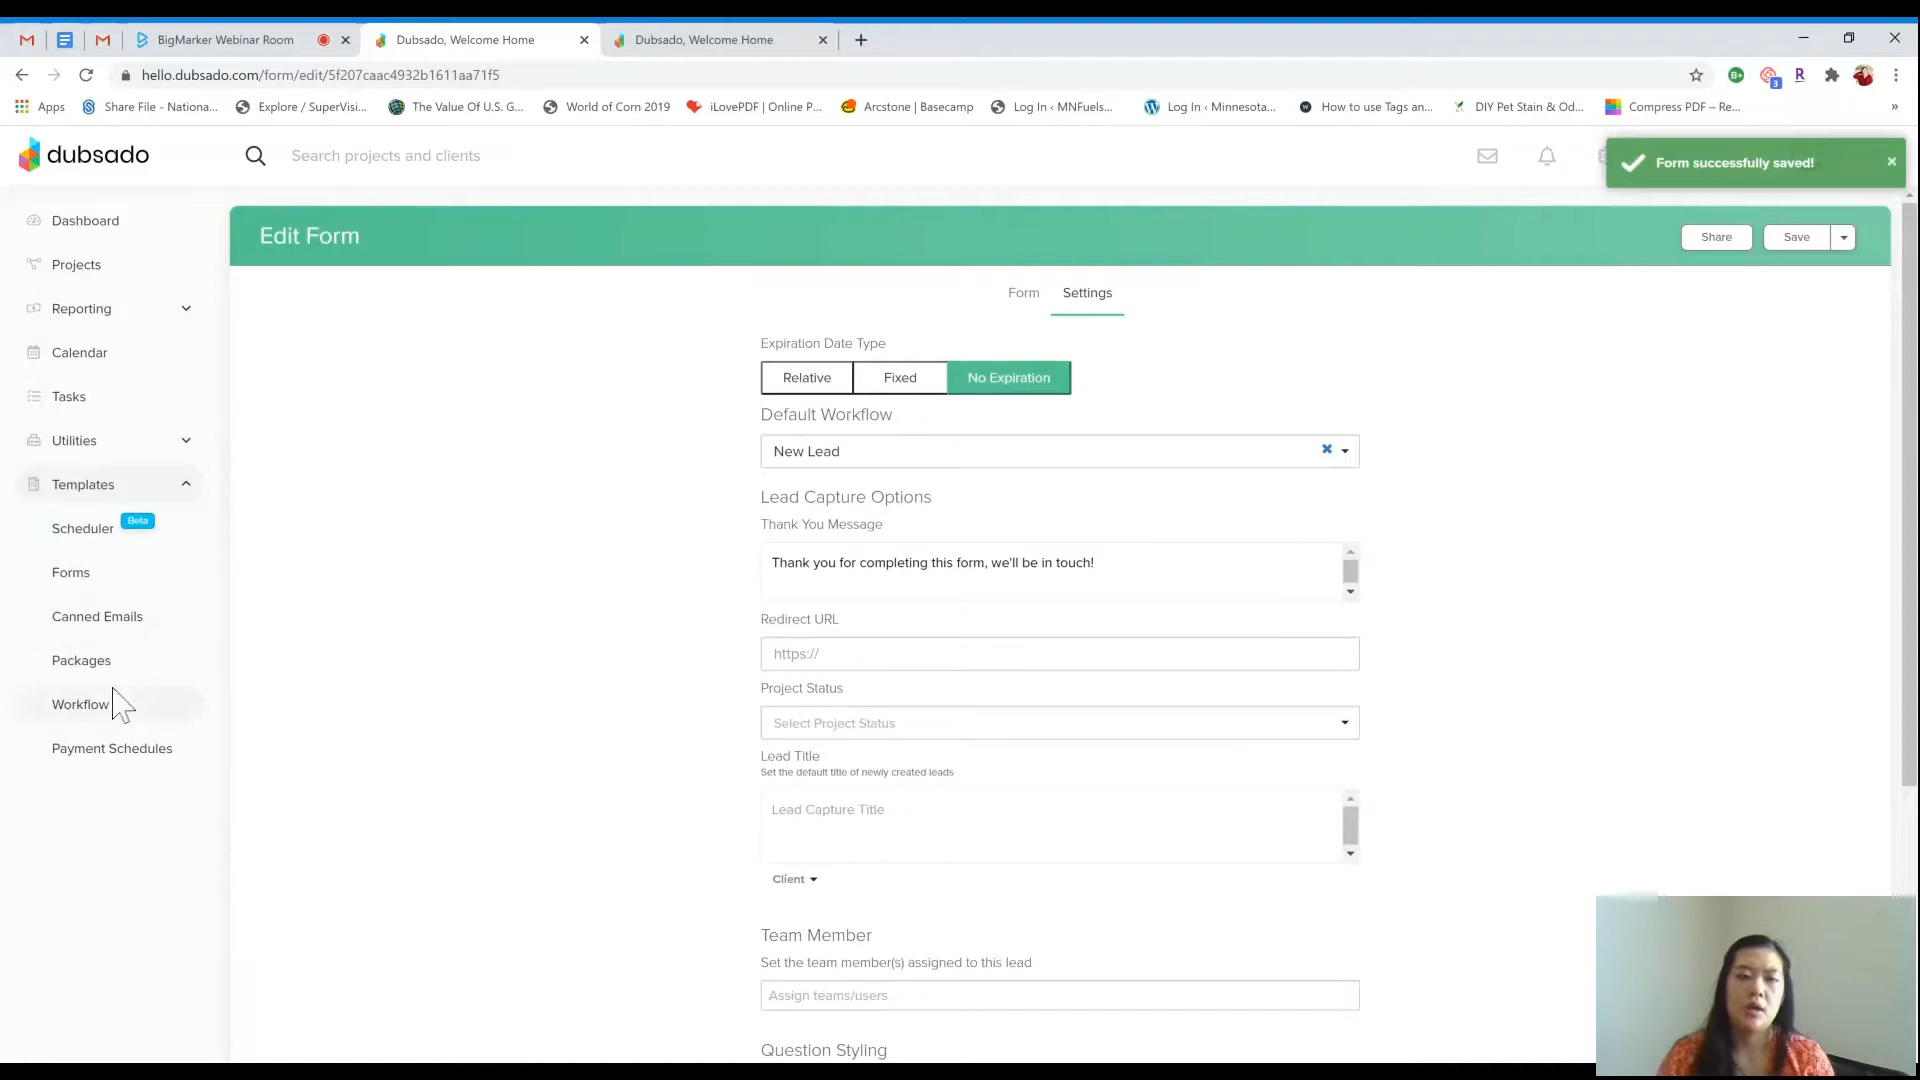 BigMarker Webinar Room
Dubsado, Welcome Home
Dubsado, Welcome Home
hello.dubsado.com/form/edit/5f207caac4932b1611aa71f5
Apps
Share File - Nationa...
Explore / SuperVisi...
The Value Of U.S. G...
World of Corn 2019
iLovePDF | Online P...
Arcstone | Basecamp
Log In ‹ MNFuels...
Log In ‹ Minnesota...
How to use Tags an...
DIY Pet Stain & Od...
Compress PDF – Re...
»
dubsado
Search projects and clients
Form successfully saved!
Dashboard
Projects
Reporting
Calendar
Tasks
Utilities
Templates
Scheduler
Beta
Forms
Canned Emails
Packages
Workflow
Payment Schedules
Edit Form
Share
Save
Form
Settings
Expiration Date Type
Relative
Fixed
No Expiration
Default Workflow
New Lead
Lead Capture Options
Thank You Message
Thank you for completing this form, we'll be in touch!
Redirect URL
https://
Project Status
Select Project Status
Lead Title
Set the default title of newly created leads
Lead Capture Title
Client
Team Member
Set the team member(s) assigned to this lead
Assign teams/users
Question Styling